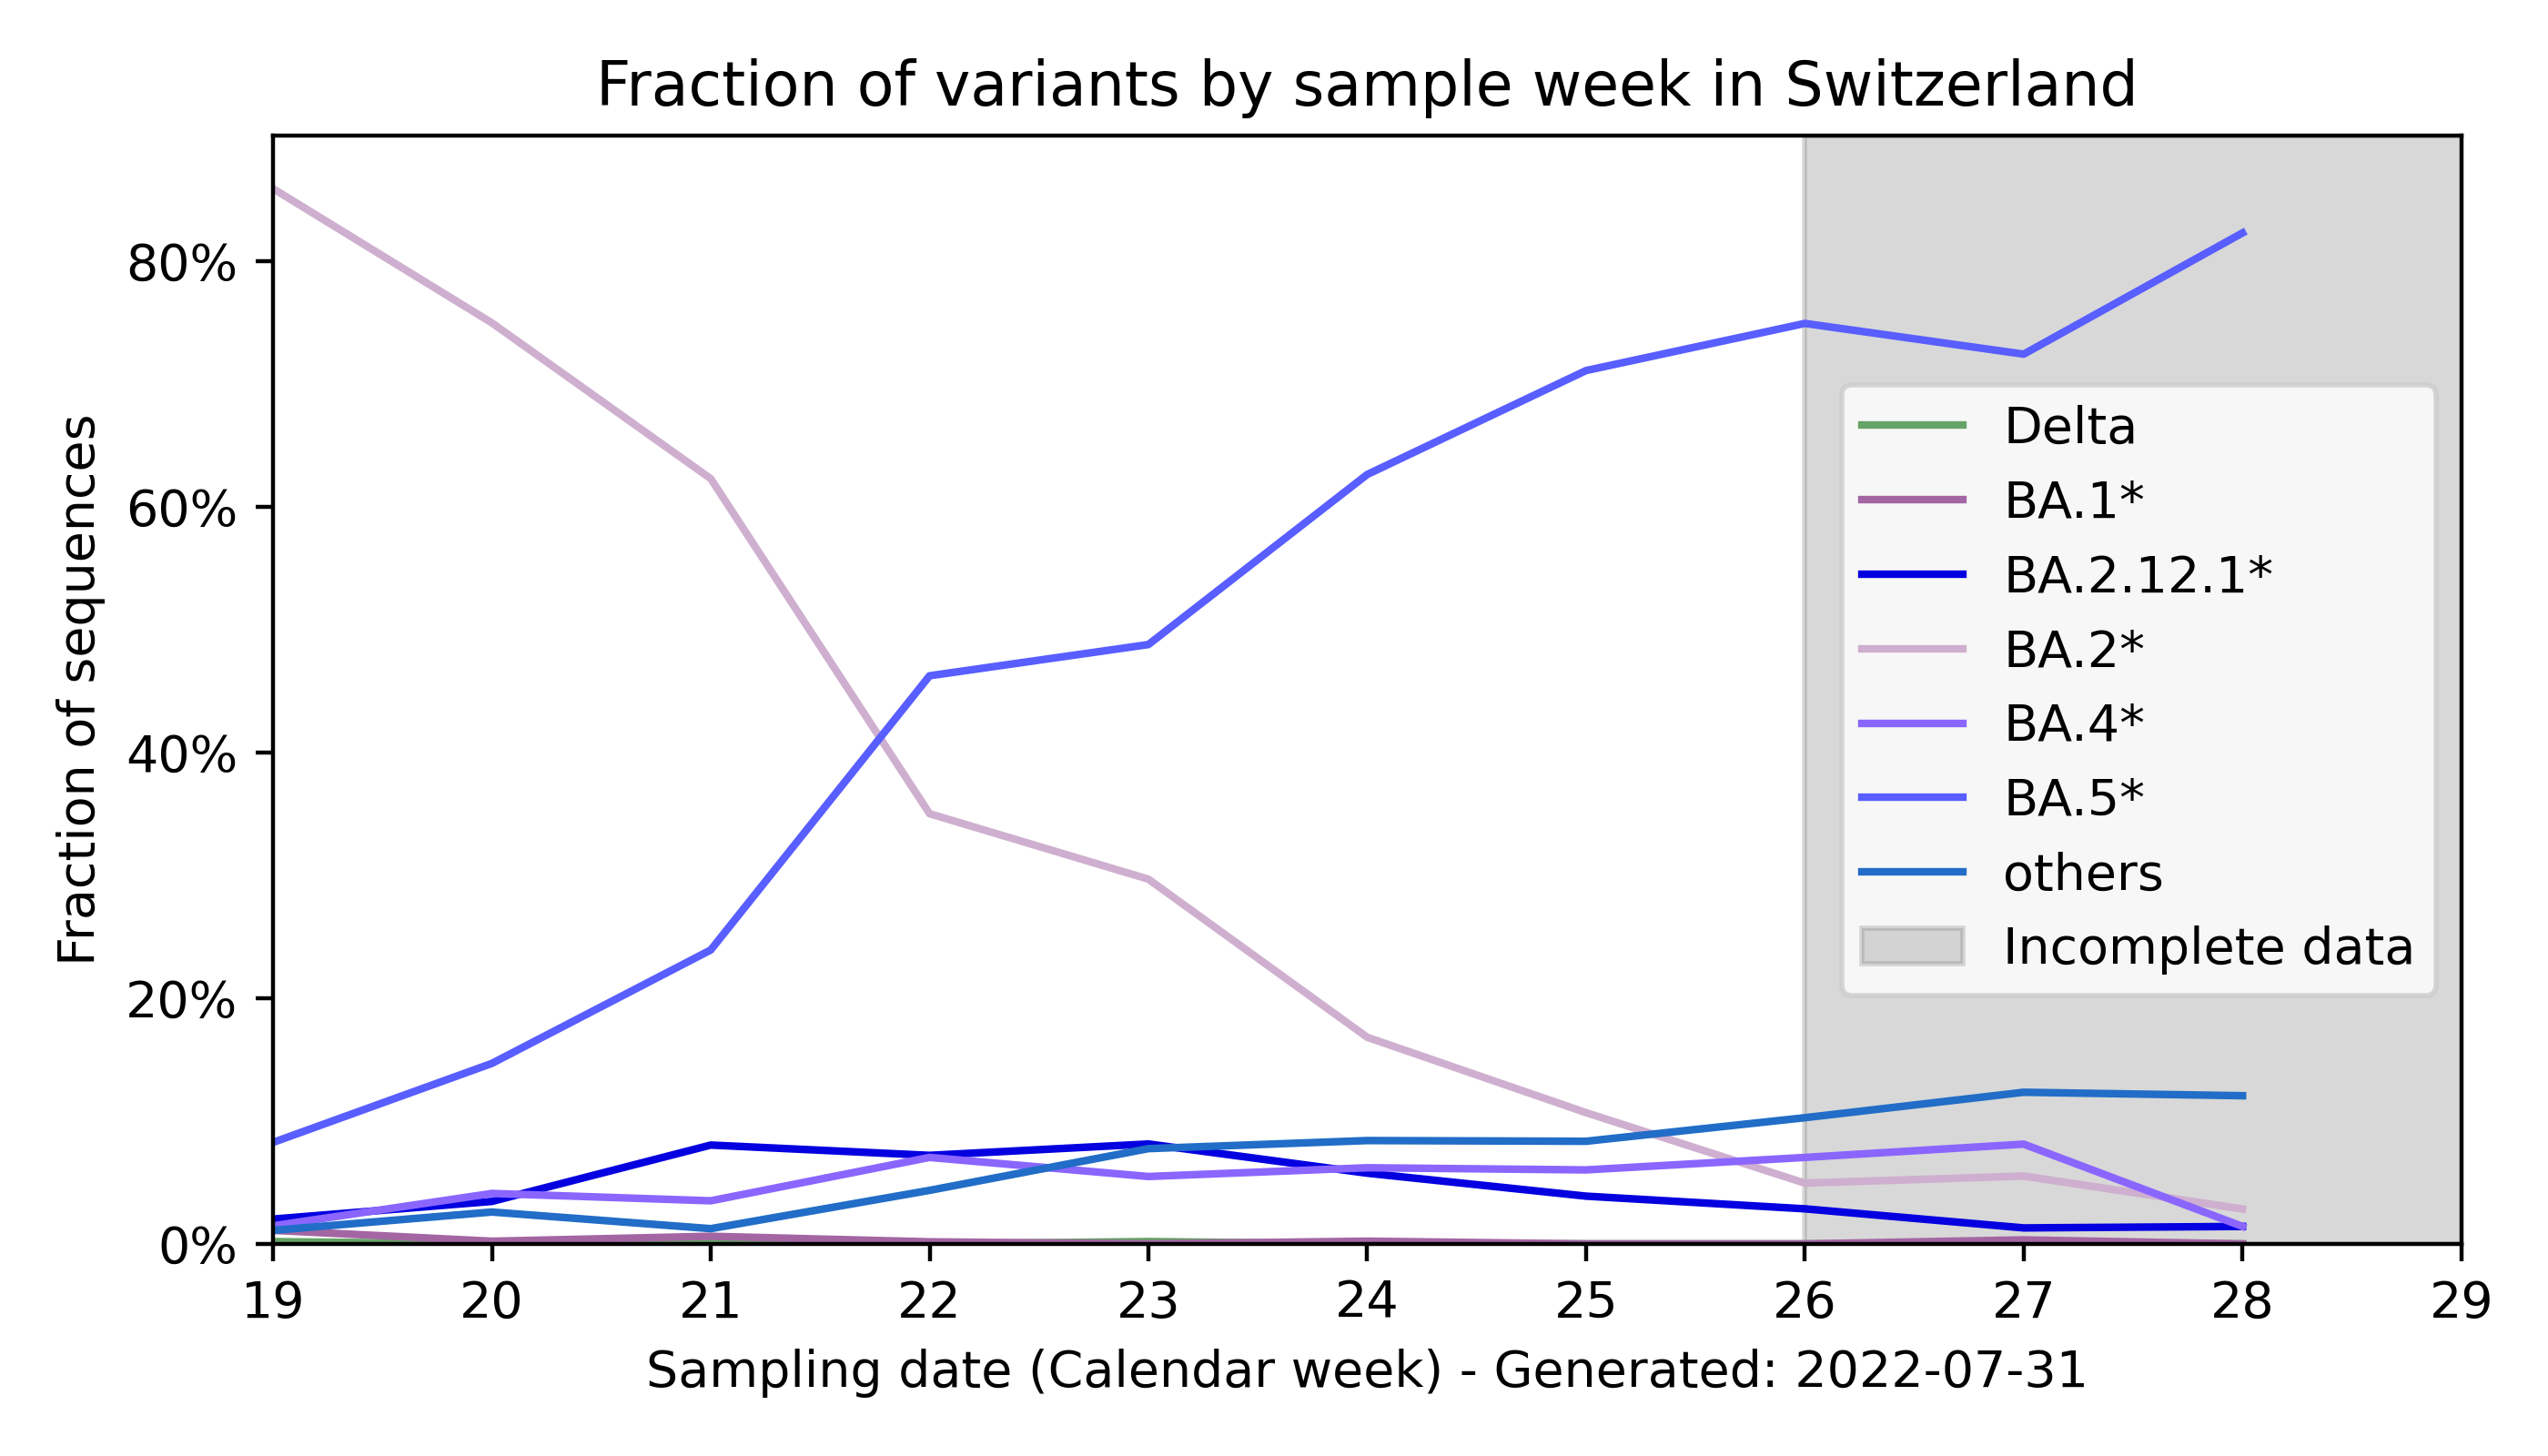 Fraction of variants by sample week in Switzerland
Fraction of sequences
80%
60%
40%
20%
0%
19 20 21 22 23 24 25 26 27 28 29
Sampling date (Calendar week) - Generated: 2022-07-31
Delta
BA.1*
BA.2.12.1*
BA.2*
BA.4*
BA.5*
others
Incomplete data